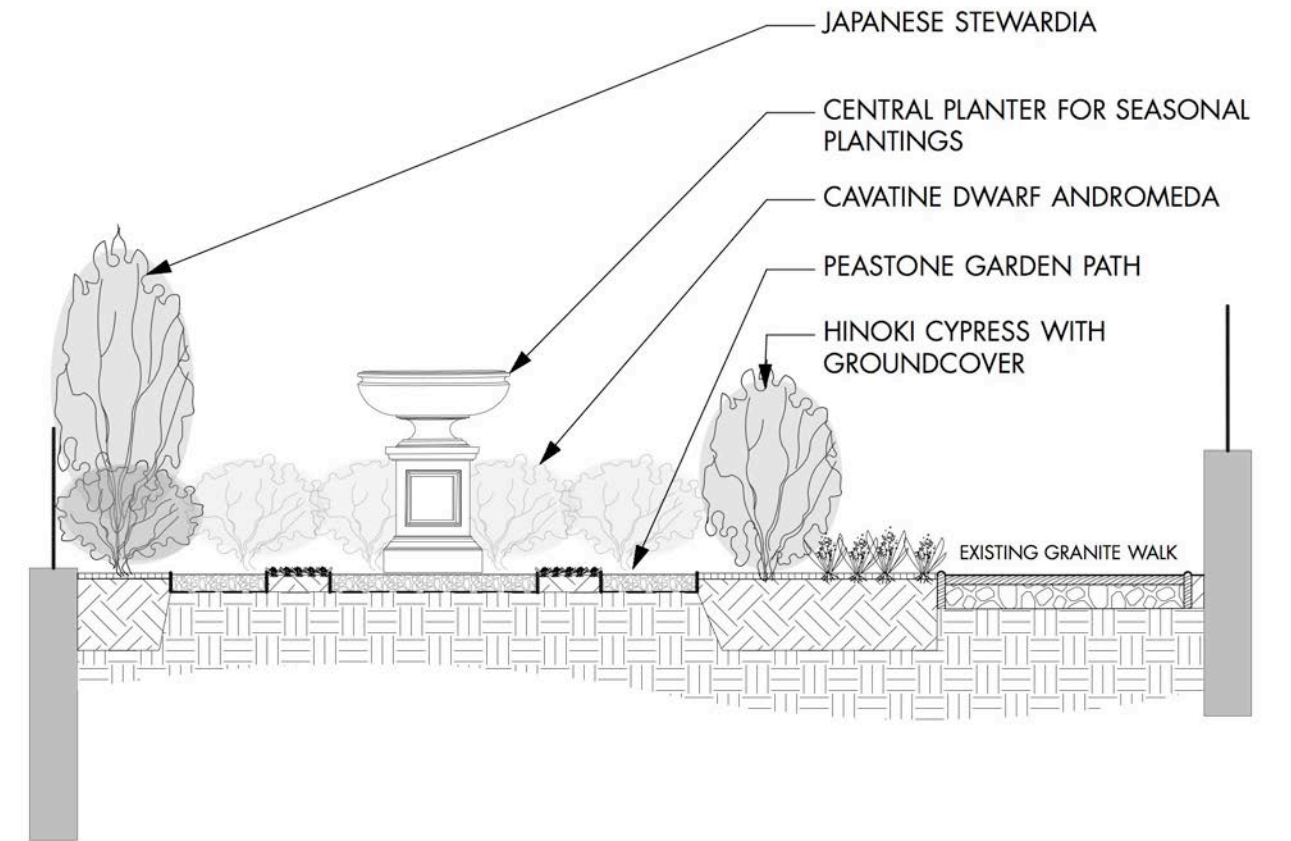 JAPANESE STEWARDIA
CENTRAL PLANTER FOR SEASONAL
PLANTINGS
CAVATINE DWARF ANDROMEDA
PEASTONE GARDEN PATH
HINOKI CYPRESS WITH
GROUNDCOVER
EXISTING GRANITE WALK